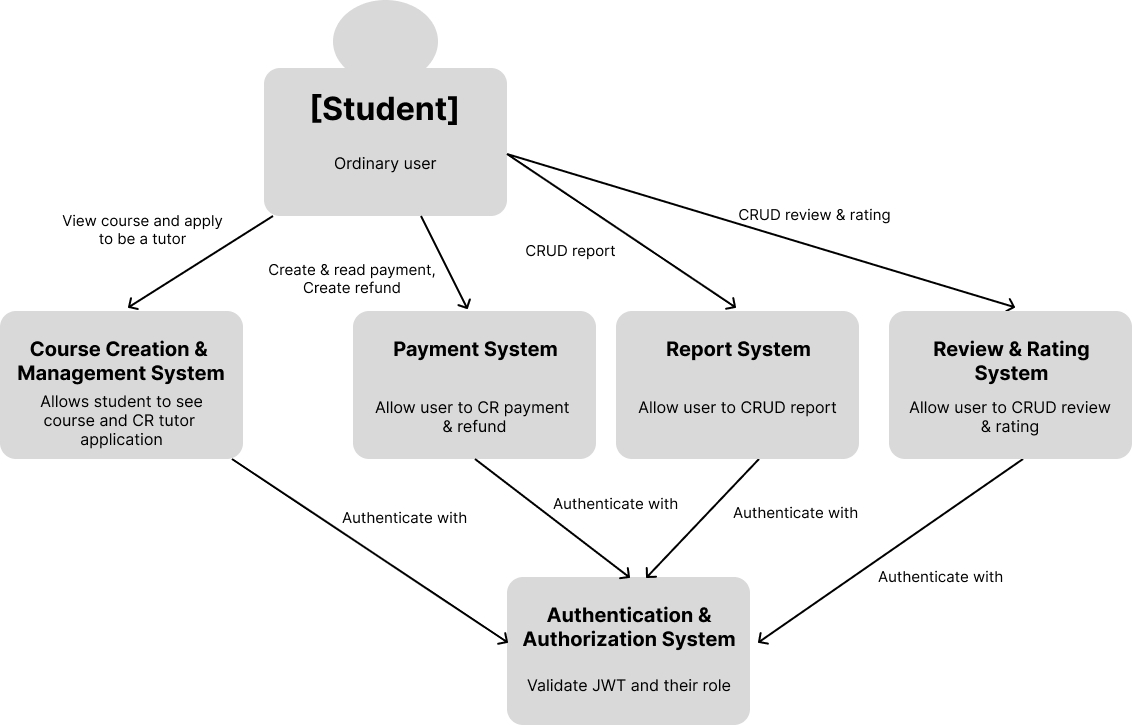 [Student]
Ordinary user
View course and apply
to be a tutor
Create & read payment,
Create refund
CRUD report
CRUD review & rating
Course Creation &
Management System
Allows student to see
course and CR tutor
application
Payment System
Allow user to CR payment
& refund
Report System
Allow user to CRUD report
Review & Rating
System
Allow user to CRUD review
& rating
Authenticate with
Authenticate with
Authenticate with
Authenticate with
Authentication &
Authorization System
Validate JWT and their role